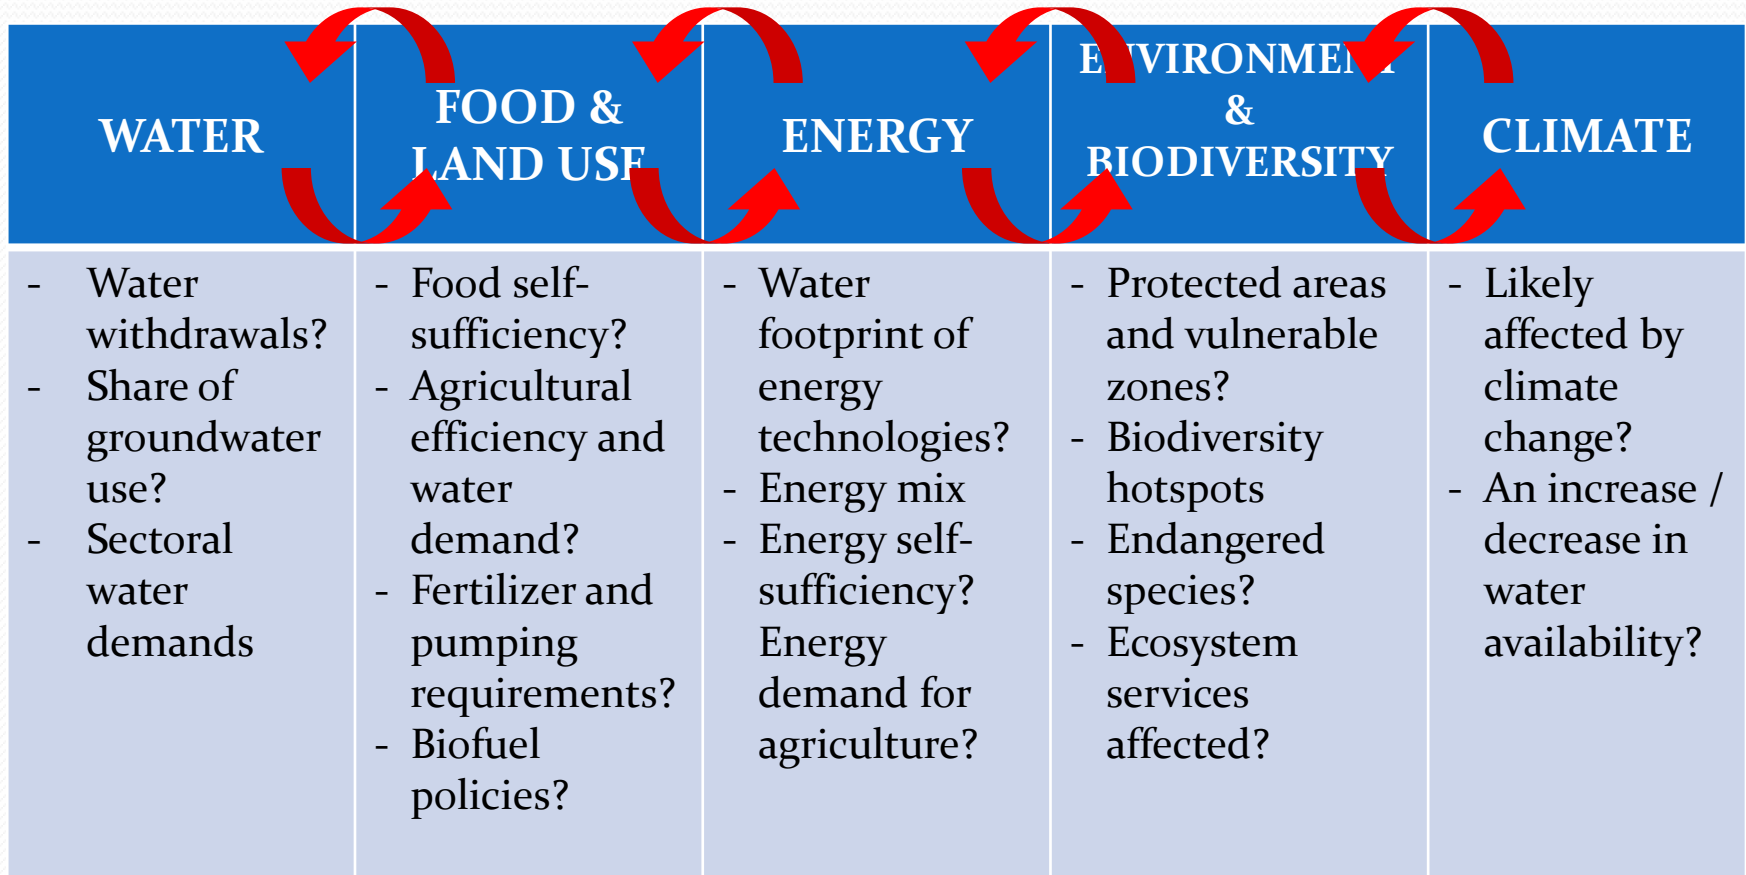 WATER
FOOD &
LAND USE
ENERGY
ENVIRONMENT
&
BIODIVERSITY
CLIMATE
- Water
withdrawals?
- Share of
groundwater
use?
- Sectoral
water
demands
- Food self-
sufficiency?
- Agricultural
efficiency and
water
demand?
- Fertilizer and
pumping
requirements?
- Biofuel
policies?
- Water
footprint of
energy
technologies?
- Energy mix
- Energy self-
sufficiency?
Energy
demand for
agriculture?
- Protected areas
and vulnerable
zones?
- Biodiversity
hotspots
- Endangered
species?
- Ecosystem
services
affected?
- Likely
affected by
climate
change?
- An increase /
decrease in
water
availability?